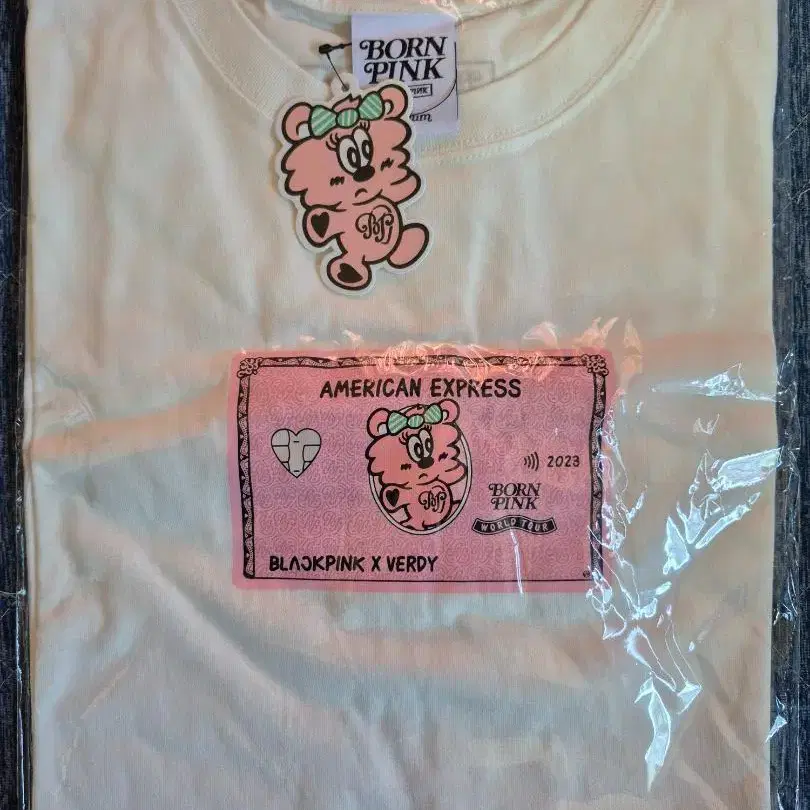 BORN
PINK
AMERICAN EXPRESS
2023
BORN
PINK
WORLD TOUR
BLACKPINK X VERDY